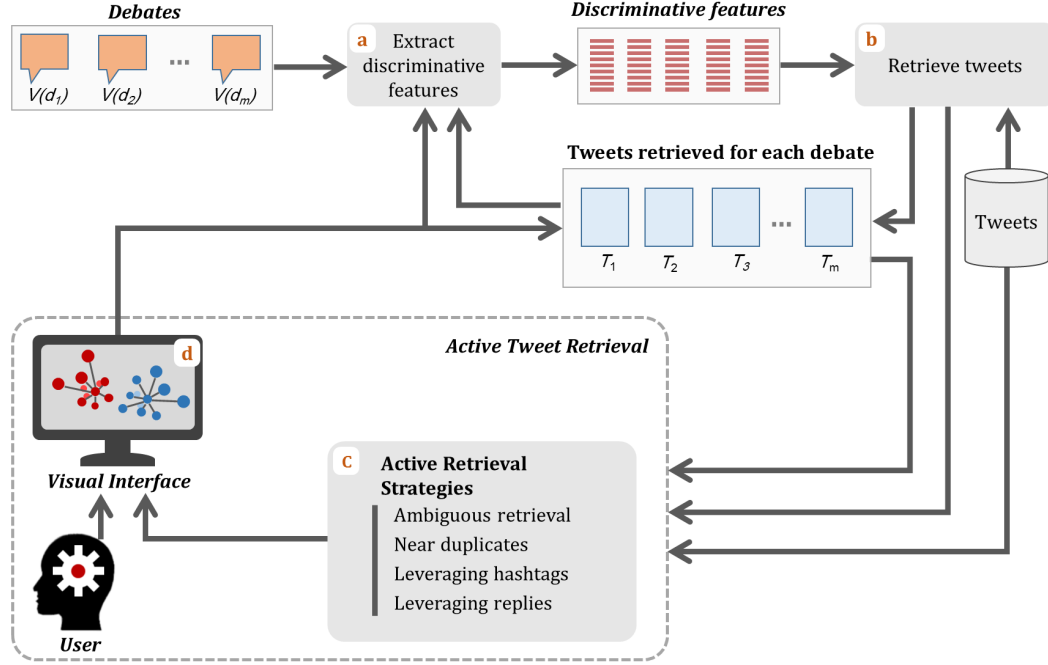 Debates
V(d1)
V(d2)
...
V(dm)
a
Extract
discriminative
features
Discriminative features
b
Retrieve tweets
Tweets retrieved for each debate
T1
T2
T3
...
Tm
Tweets
Active Tweet Retrieval
d
Visual Interface
User
c
Active Retrieval
Strategies
Ambiguous retrieval
Near duplicates
Leveraging hashtags
Leveraging replies